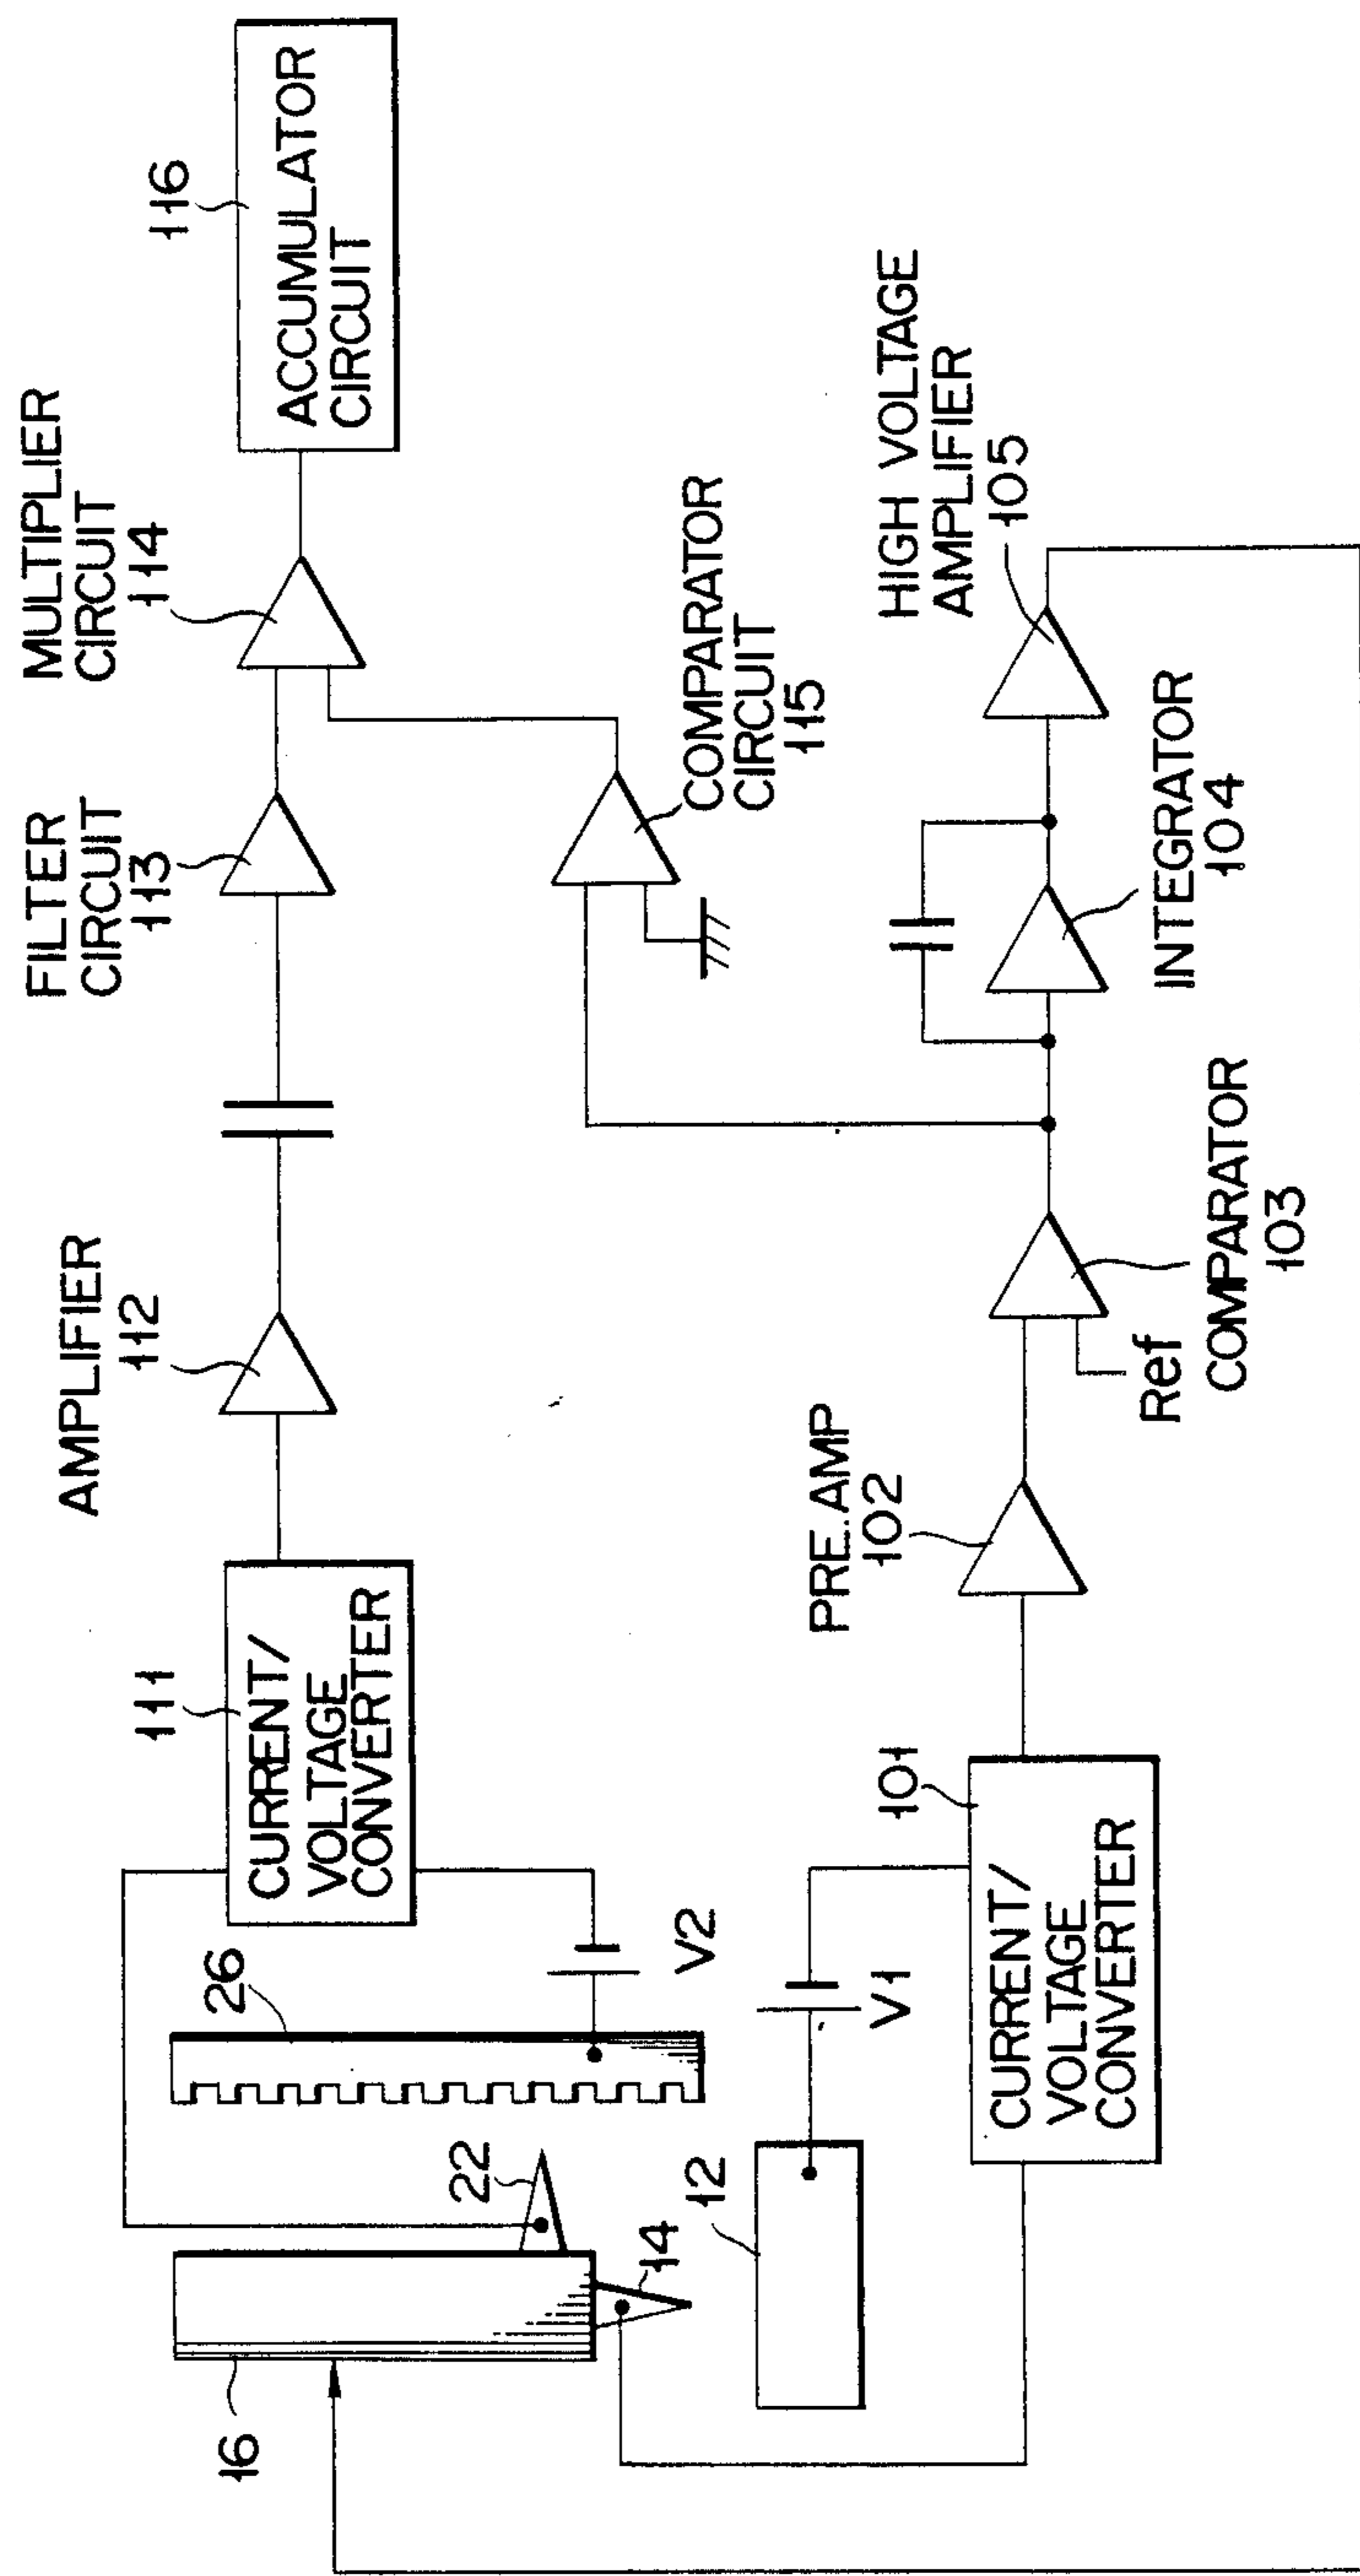 16
22
14
26
12
V2
V1
111
CURRENT/
VOLTAGE
CONVERTER
101
CURRENT/
VOLTAGE
CONVERTER
AMPLIFIER
112
PRE.AMP
102
Ref
COMPARATOR
103
FILTER
CIRCUIT
113
INTEGRATOR
104
COMPARATOR
CIRCUIT
115
MULTIPLIER
CIRCUIT
114
HIGH VOLTAGE
AMPLIFIER
105
116
ACCUMULATOR
CIRCUIT